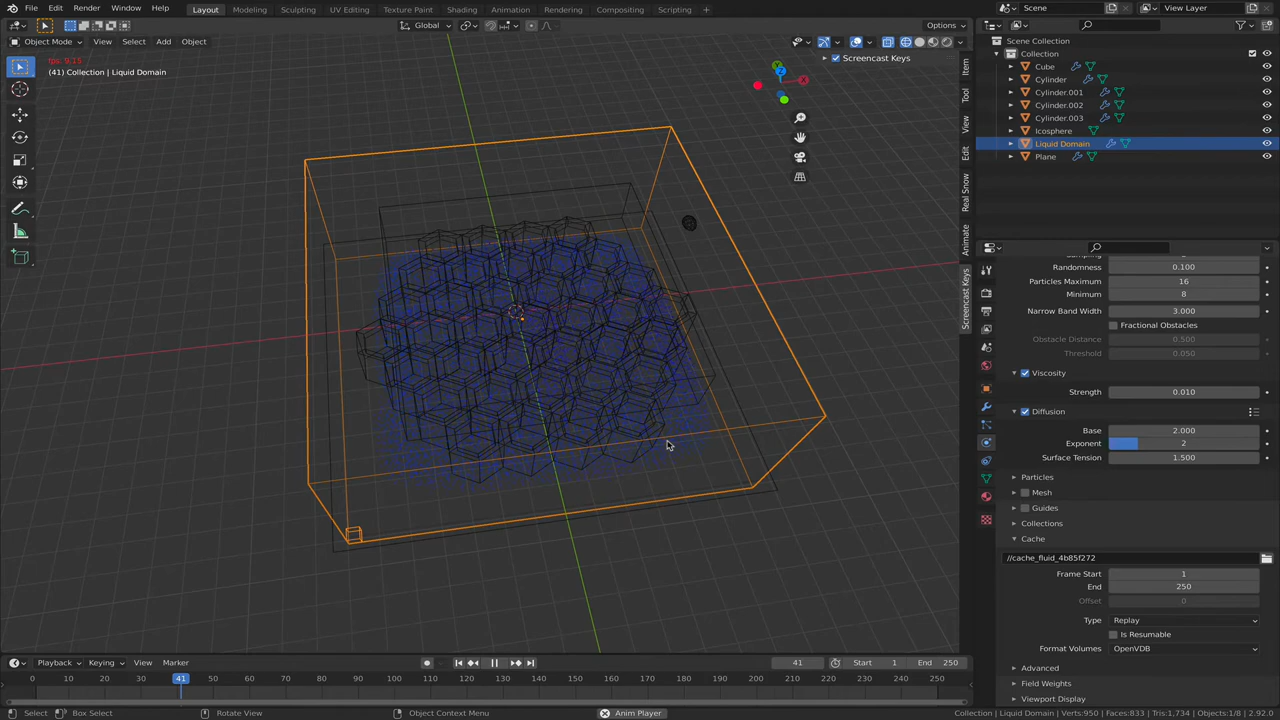 File Edit Render Window Help Layout Modeling Sculpting UV Editing Texture Paint Shading Animation Rendering Compositing Scripting Scene View Layer
Global Options
Object Mode View Select Add Object
fps: 9.15
(41) Collection | Liquid Domain
Screencast Keys
X
Y
Z
Item
Tool
View
Edit
Real Snow
Animate
Screencast Keys
Scene Collection
Collection
Cube
Cylinder
Cylinder.001
Cylinder.002
Cylinder.003
Icosphere
Liquid Domain
Plane
Randomness 0.100
Particles Maximum 16
Minimum 8
Narrow Band Width 3.000
Fractional Obstacles
Obstacle Distance 0.500
Threshold 0.050
Viscosity
Strength 0.010
Diffusion
Base 2.000
Exponent 2
Surface Tension 1.500
Particles
Mesh
Guides
Collections
Cache
//cache_fluid_4b85f272
Frame Start 1
End 250
Offset 0
Type Replay
Is Resumable
Format Volumes OpenVDB
Advanced
Field Weights
Viewport Display
Playback Keying View Marker 41 Start 1 End 250
0 10 20 30 41 50 60 70 80 90 100 110 120 130 140 150 160 170 180 190 200 210 220 230 240 250
Select Box Select Rotate View Object Context Menu Anim Player Collection | Liquid Domain | Verts:950 | Faces:833 | Tris:1,734 | Objects:1/8 | 2.92.0